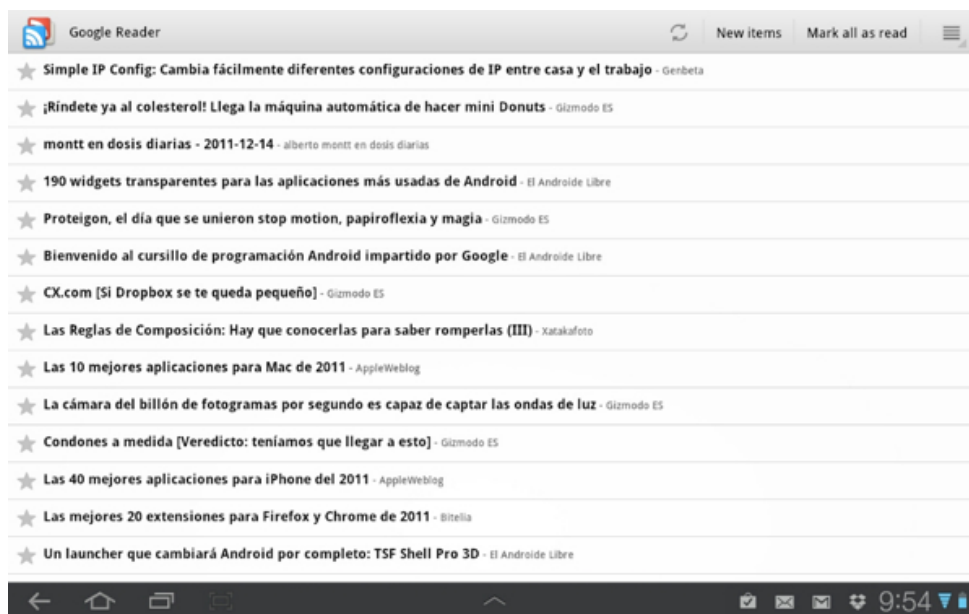 Google Reader New items Mark all as read
Simple IP Config: Cambia fácilmente diferentes configuraciones de IP entre casa y el trabajo - Genbeta
¡Ríndete ya al colesterol! Llega la máquina automática de hacer mini Donuts - Gizmodo ES
montt en dosis diarias - 2011-12-14 - alberto montt en dosis diarias
190 widgets transparentes para las aplicaciones más usadas de Android - El Androide Libre
Proteigon, el día que se unieron stop motion, papiroflexia y magia - Gizmodo ES
Bienvenido al cursillo de programación Android impartido por Google - El Androide Libre
CX.com [Si Dropbox se te queda pequeño] - Gizmodo ES
Las Reglas de Composición: Hay que conocerlas para saber romperlas (III) - Xatakafoto
Las 10 mejores aplicaciones para Mac de 2011 - AppleWeblog
La cámara del billón de fotogramas por segundo es capaz de captar las ondas de luz - Gizmodo ES
Condones a medida [Veredicto: teníamos que llegar a esto] - Gizmodo ES
Las 40 mejores aplicaciones para iPhone del 2011 - AppleWeblog
Las mejores 20 extensiones para Firefox y Chrome de 2011 - Bitelia
Un launcher que cambiará Android por completo: TSF Shell Pro 3D - El Androide Libre
9:54